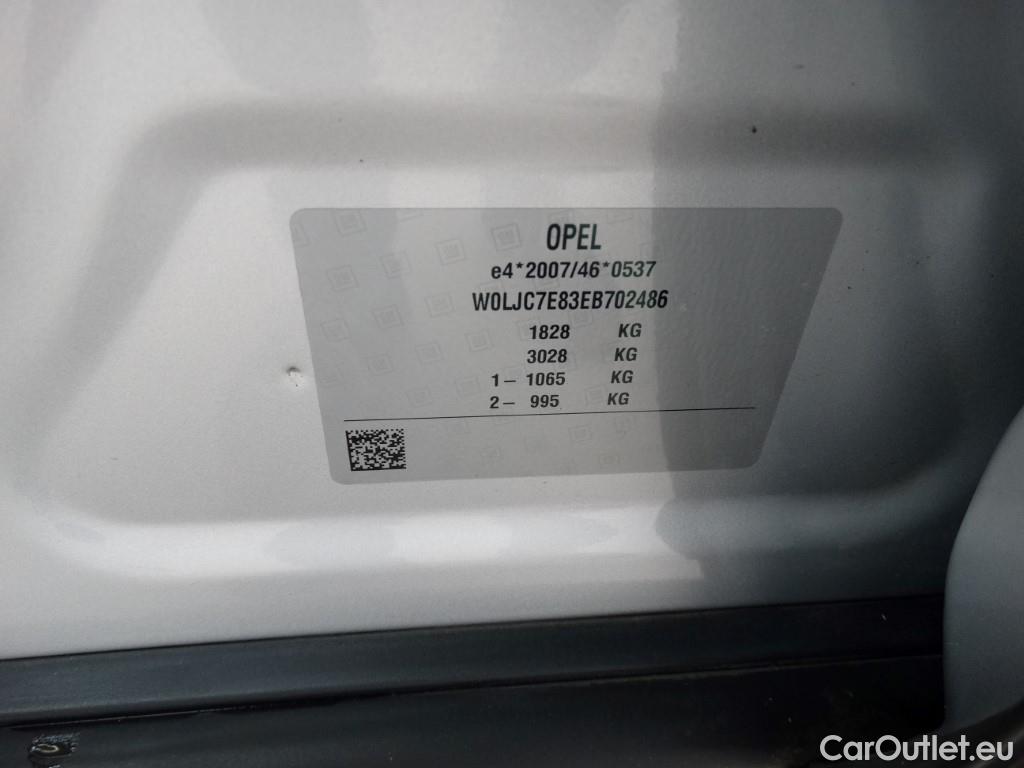 OPEL
e4*2007/46*0537
W0LJC7E83EB702486
1828 KG
3028 KG
1– 1065 KG
2– 995 KG
CarOutlet.eu